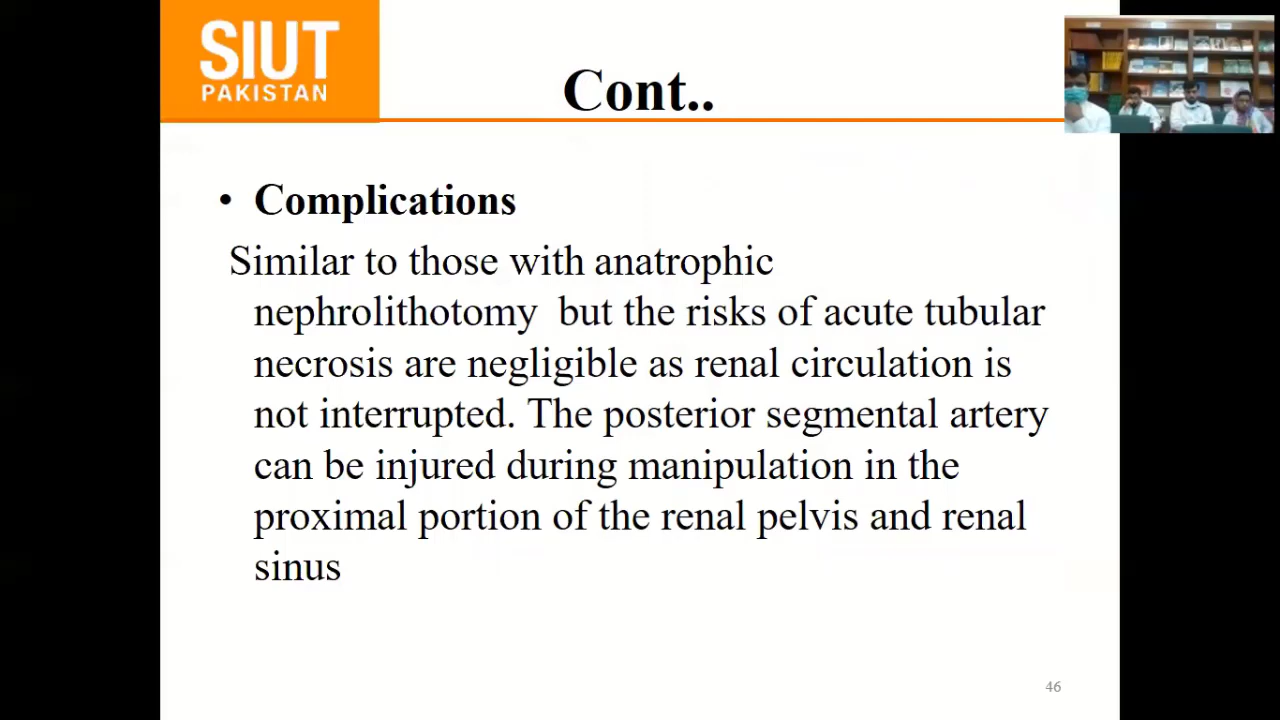 SIUT
PAKISTAN
Cont..
• Complications
Similar to those with anatrophic
nephrolithotomy but the risks of acute tubular
necrosis are negligible as renal circulation is
not interrupted. The posterior segmental artery
can be injured during manipulation in the
proximal portion of the renal pelvis and renal
sinus
46